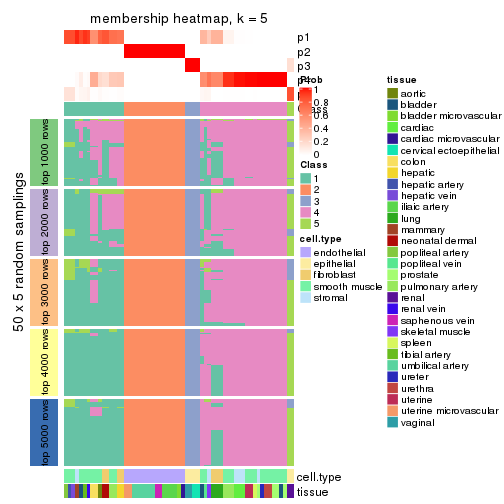 membership heatmap, k = 5
p1
p2
p3
50 x 5 random samplings
top 1000 rows
top 2000 rows
top 3000 rows
top 4000 rows
top 5000 rows
1
0.8
0.6
0.4
0.2
0
Class
1
2
3
4
5
cell.type
endothelial
epithelial
fibroblast
smooth muscle
stromal
cell.type
tissue
tissue
aortic
bladder
bladder microvascular
cardiac
cardiac microvascular
cervical ectoepithelial
colon
hepatic
hepatic artery
hepatic vein
iliaic artery
lung
mammary
neonatal dermal
popliteal artery
popliteal vein
prostate
pulmonary artery
renal
renal vein
saphenous vein
skeletal muscle
spleen
tibial artery
umbilical artery
ureter
urethra
uterine
uterine microvascular
vaginal